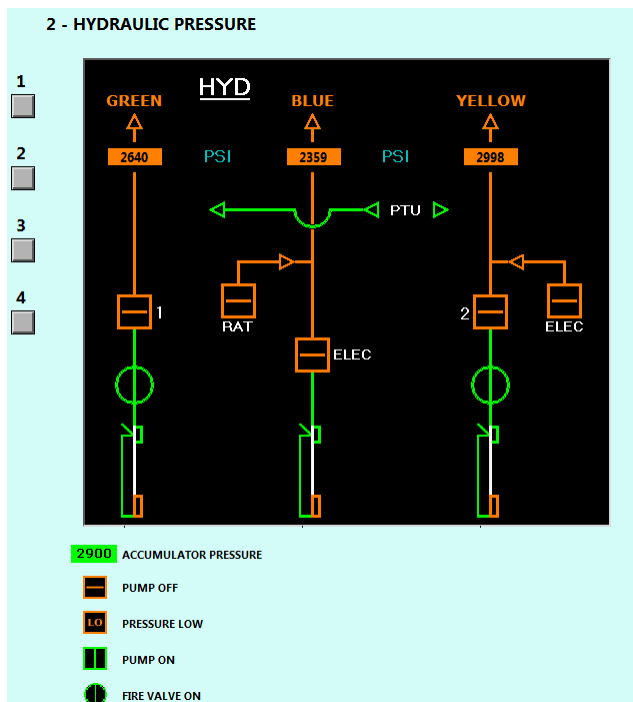 2 - HYDRAULIC PRESSURE
1
2
3
4
HYD
GREEN BLUE YELLOW
2640 PSI 2359 PSI 2998
PTU
1 RAT 2 ELEC
ELEC
2900 ACCUMULATOR PRESSURE
PUMP OFF
LO PRESSURE LOW
PUMP ON
FIRE VALVE ON